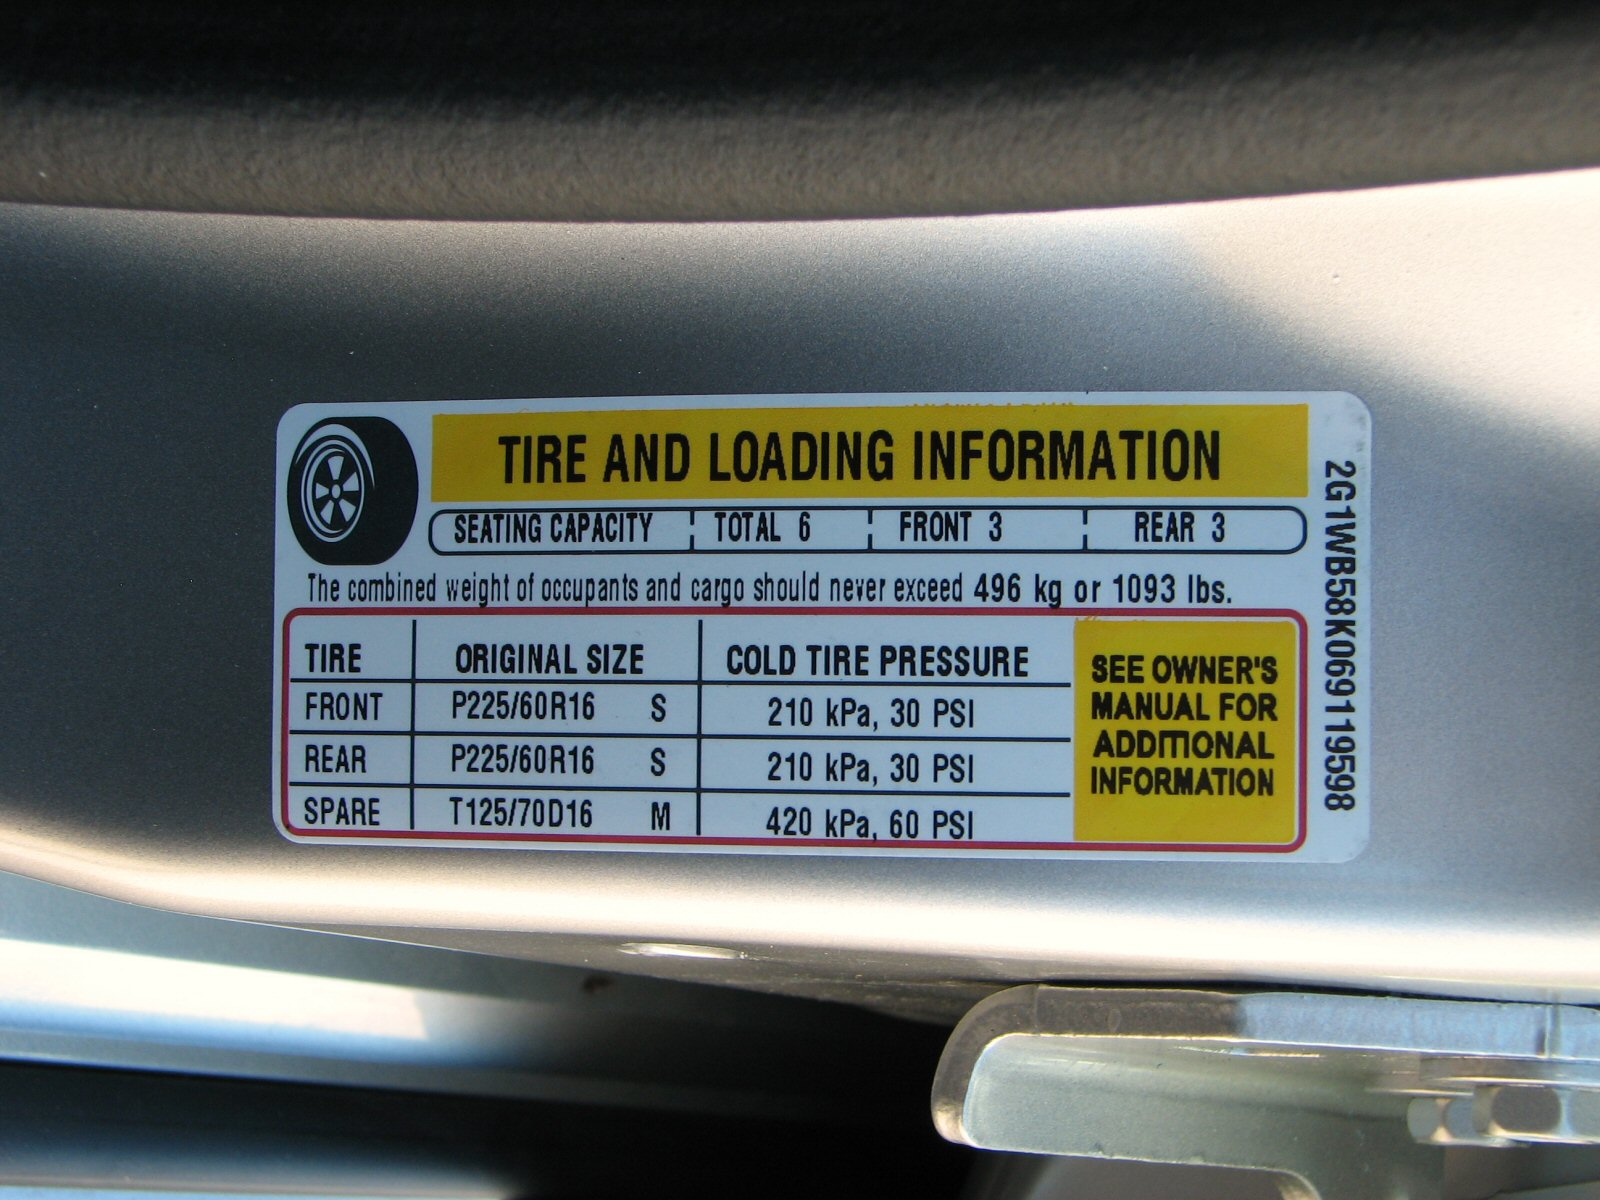 TIRE AND LOADING INFORMATION
SEATING CAPACITY TOTAL 6 FRONT 3 REAR 3
The combined weight of occupants and cargo should never exceed 496 kg or 1093 lbs.
TIRE ORIGINAL SIZE COLD TIRE PRESSURE
FRONT P225/60R16 S 210 kPa, 30 PSI
REAR P225/60R16 S 210 kPa, 30 PSI
SPARE T125/70D16 M 420 kPa, 60 PSI
SEE OWNER'S
MANUAL FOR
ADDITIONAL
INFORMATION
2G1WB58K069119598